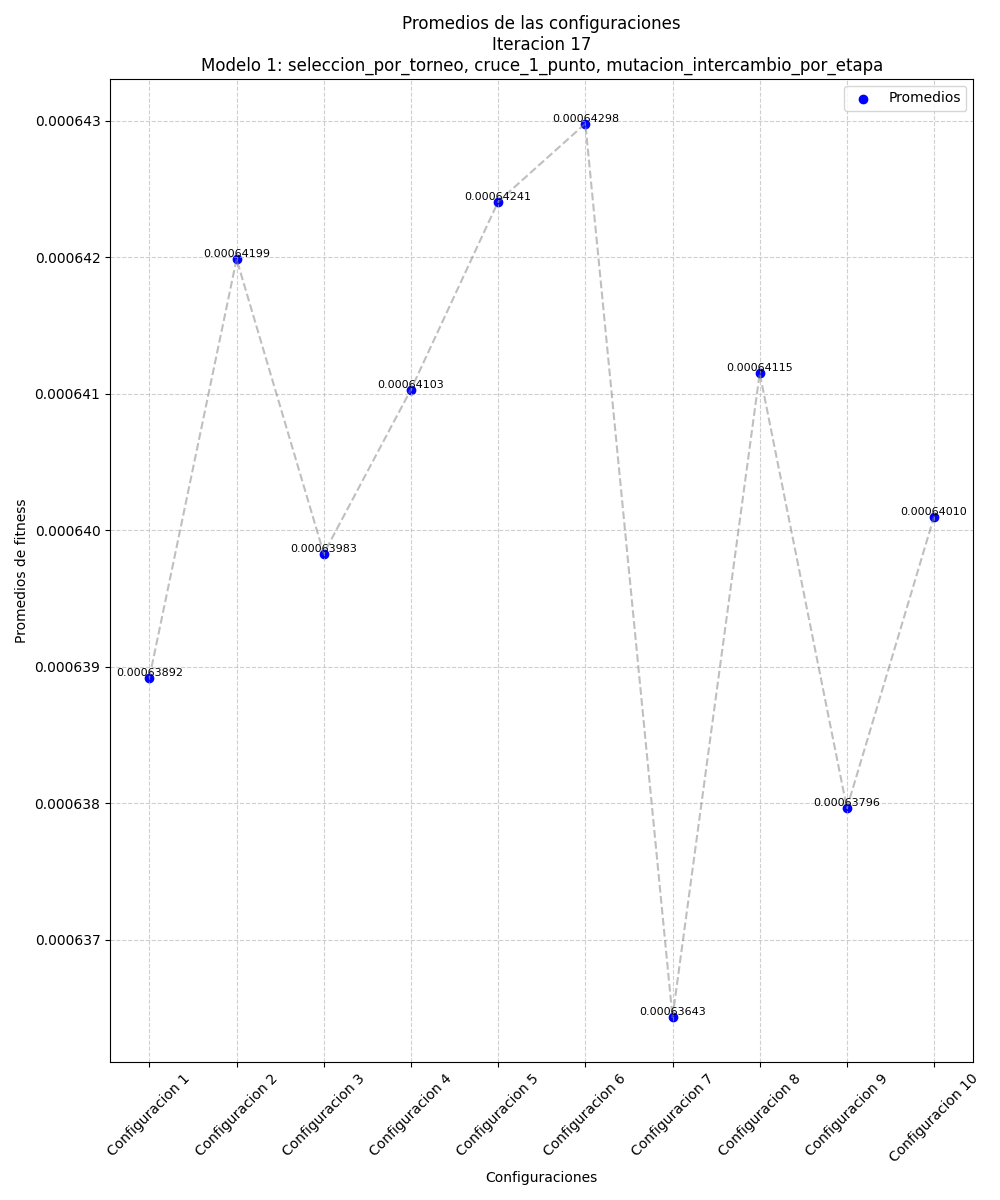 Promedios de las configuraciones
Iteracion 17
Modelo 1: seleccion_por_torneo, cruce_1_punto, mutacion_intercambio_por_etapa
Promedios
0.000643
0.000642
0.000641
0.000640
0.000639
0.000638
0.000637
Promedios de fitness
0.00063892
0.00064199
0.00063983
0.00064103
0.00064241
0.00064298
0.00063643
0.00064115
0.00063796
0.00064010
Configuracion 1
Configuracion 2
Configuracion 3
Configuracion 4
Configuracion 5
Configuracion 6
Configuracion 7
Configuracion 8
Configuracion 9
Configuracion 10
Configuraciones